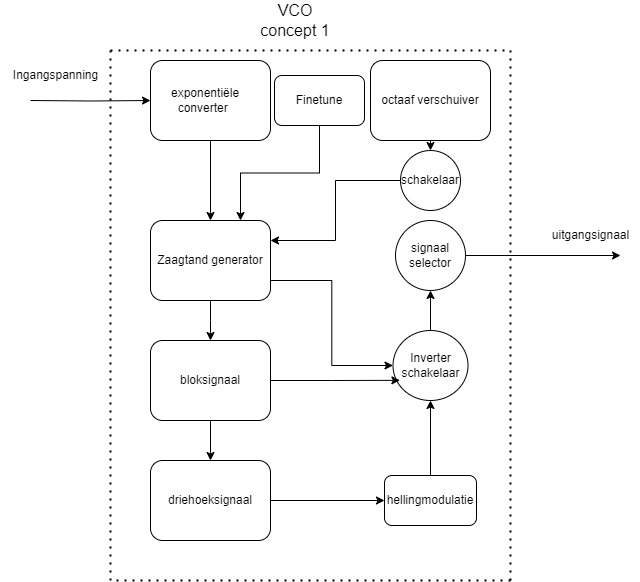 VCO
concept 1
Ingangspanning
exponentiële
converter
Finetune
octaaf verschuiver
schakelaar
Zaagtand generator
signaal
selector
uitgangsignaal
bloksignaal
Inverter
schakelaar
driehoeksignaal
hellingmodulatie